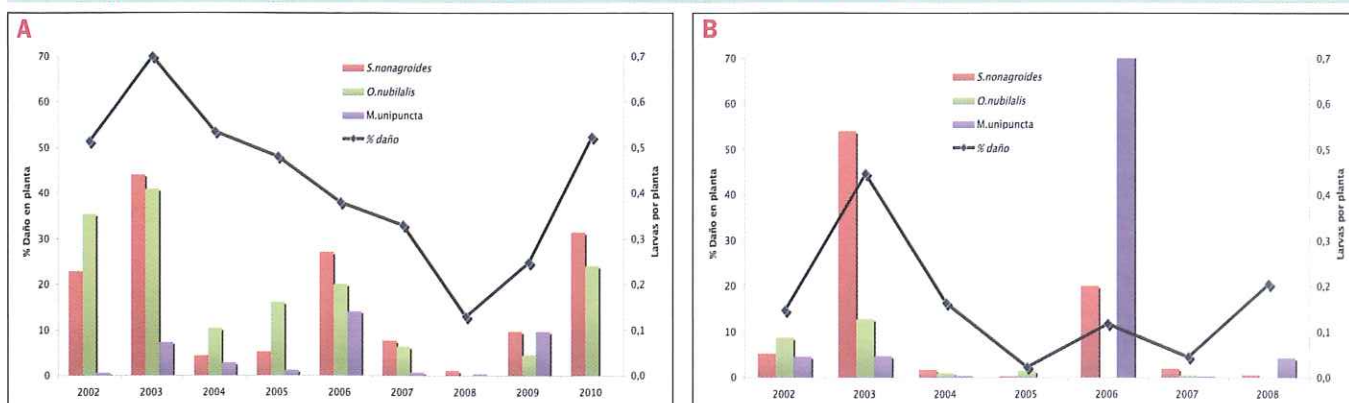 A
% Daño en planta
70
60
50
40
30
20
10
0
S.nonagroides
O.nubilalis
M.unipuncta
% daño
0,7
0,6
0,5
0,4
0,3
0,2
0,1
0,0
Larvas por planta
2002 2003 2004 2005 2006 2007 2008 2009 2010
B
% Daño en planta
70
60
50
40
30
20
10
0
S.nonagroides
O.nubilalis
M.unipuncta
% daño
0,7
0,6
0,5
0,4
0,3
0,2
0,1
0,0
Larvas por planta
2002 2003 2004 2005 2006 2007 2008